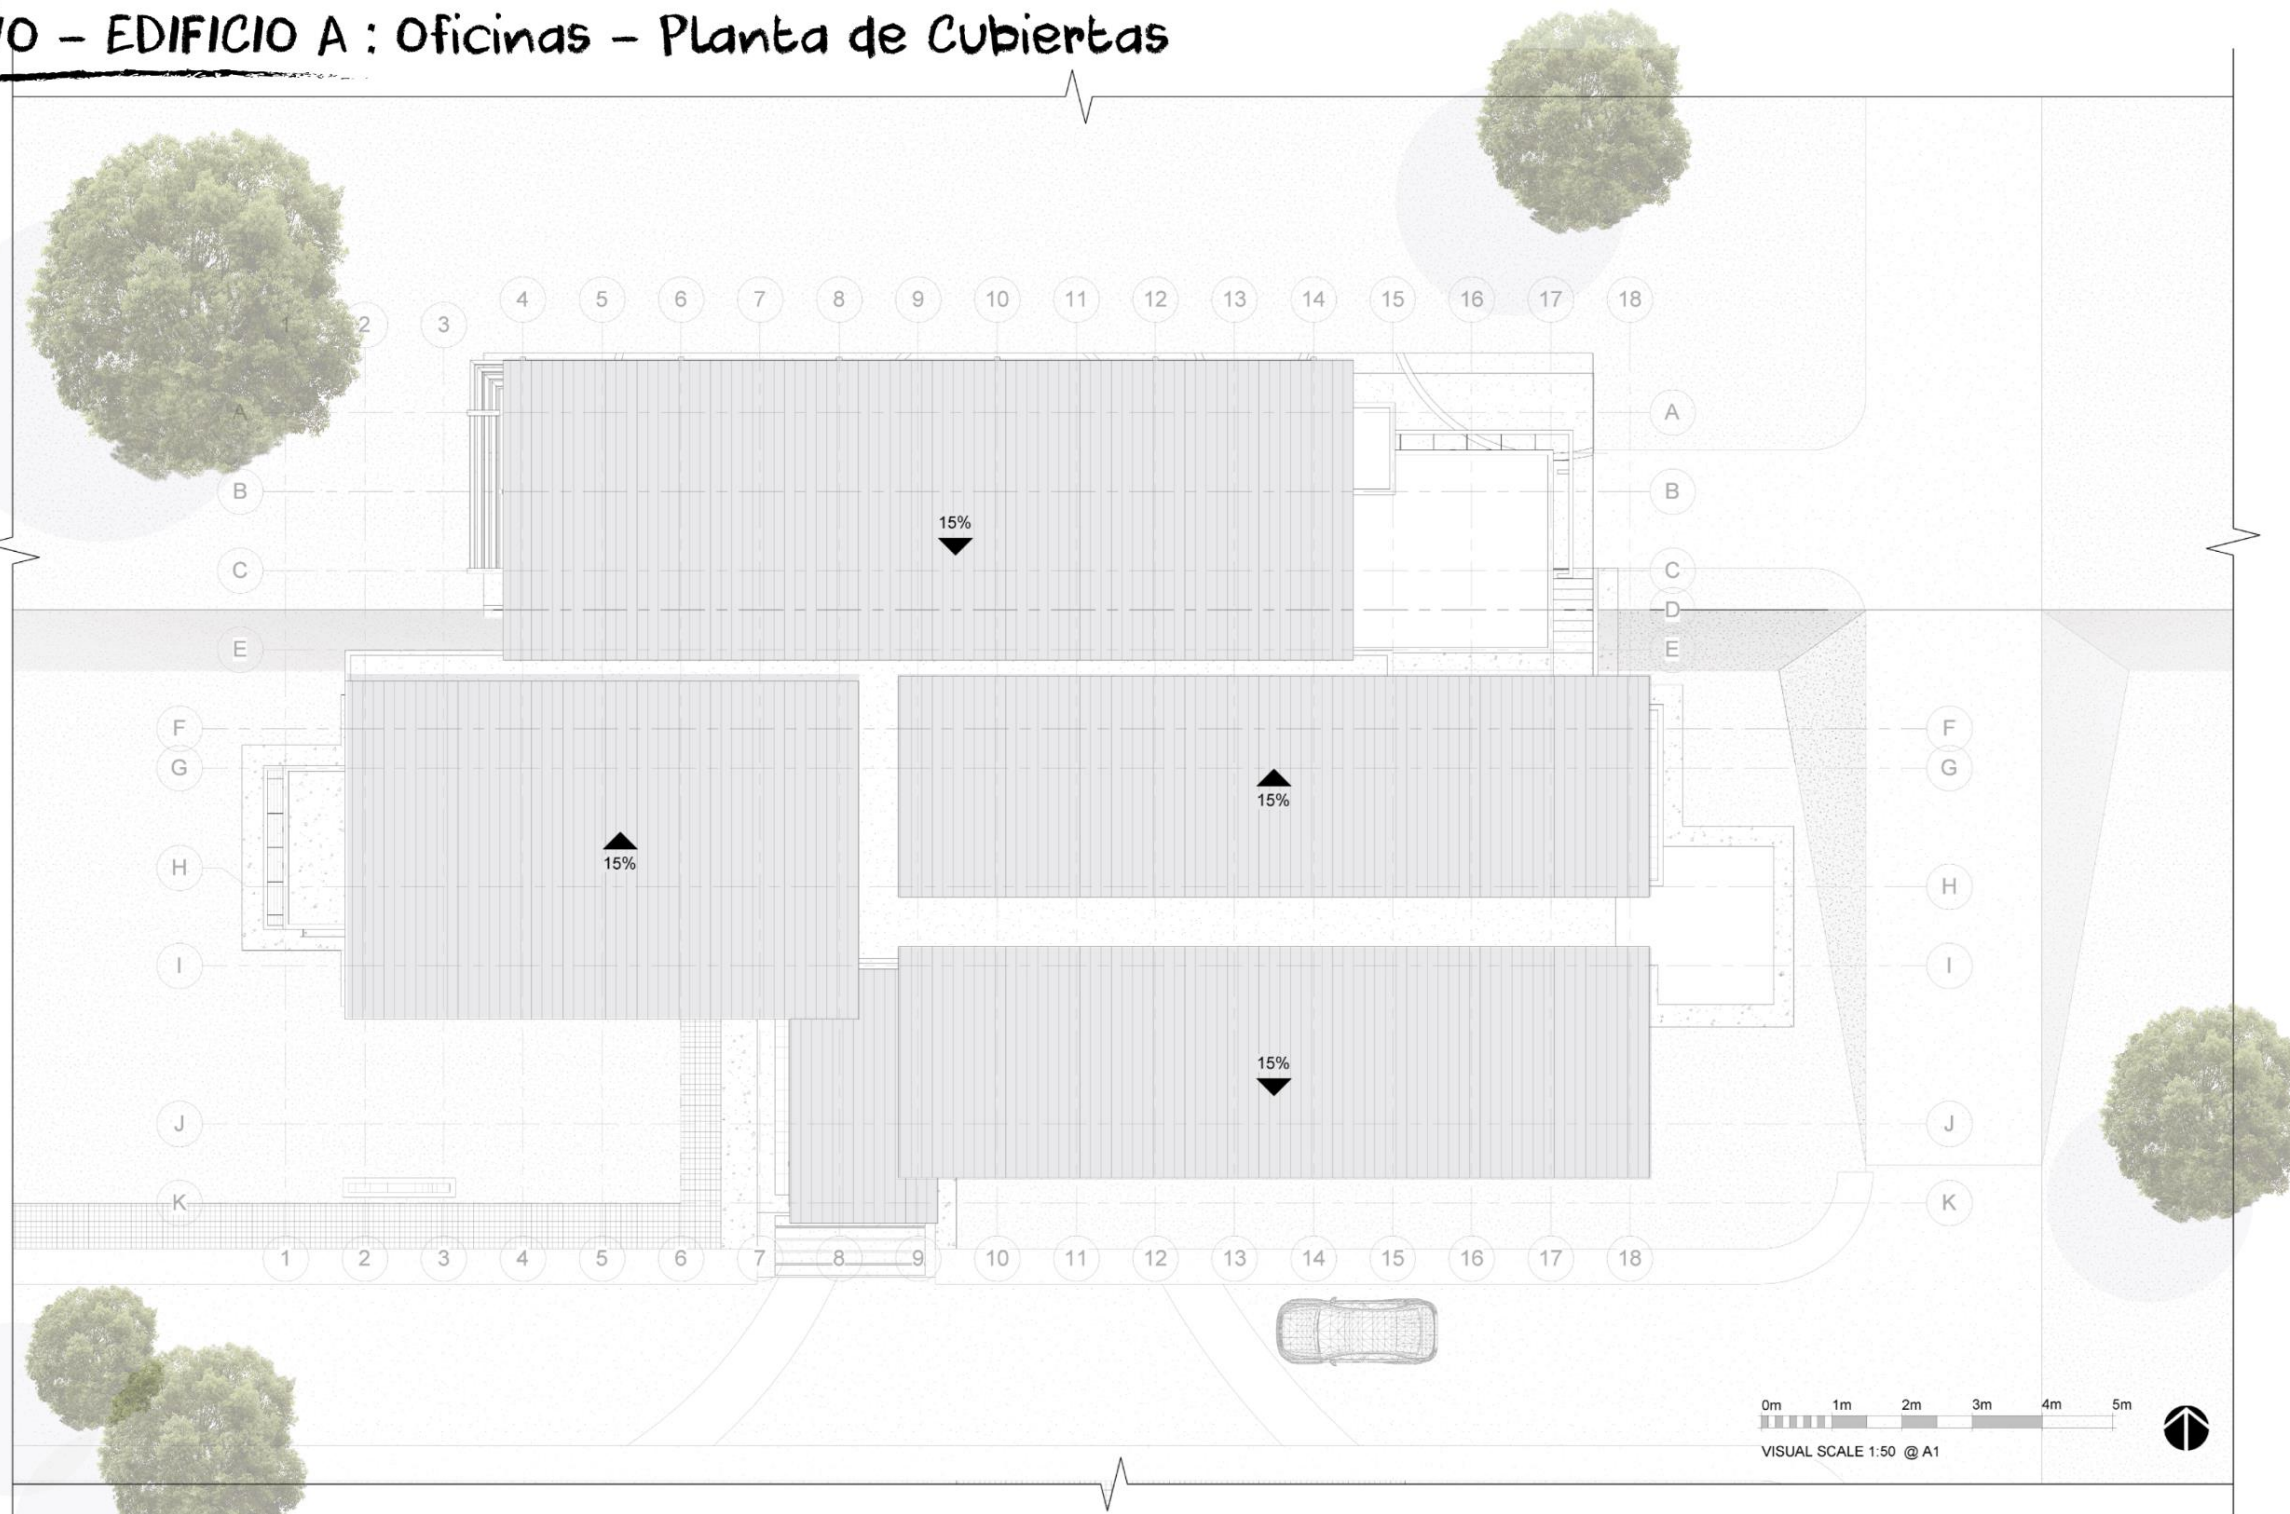 O – EDIFICIO A : Oficinas – Planta de Cubiertas
4 5 6 7 8 9 10 11 12 13 14 15 16 17 18
1 2 3
A A
B B
15%
C C
D
E E
F F
G G
15%
15%
H H
I I
15%
J J
K K
1 2 3 4 5 6 7 8 9 10 11 12 13 14 15 16 17 18
0m 1m 2m 3m 4m 5m
VISUAL SCALE 1:50 @ A1